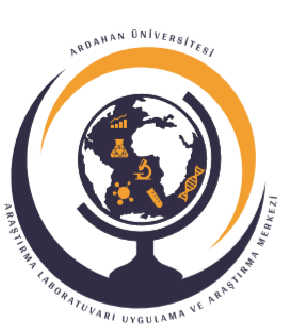 ARDAHAN ÜNİVERSİTESİ
ARAŞTIRMA LABORATUVARI UYGULAMA VE ARAŞTIRMA MERKEZİ